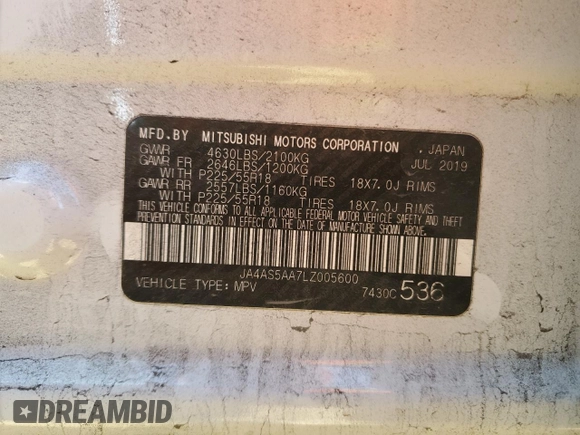 MFD.BY MITSUBISHI MOTORS CORPORATION . JAPAN
GVWR 4630LBS/2100KG JUL 2019
GAWR FR 2646LBS/1200KG
WITH P225/55R18 TIRES 18X7.0J RIMS
GAWR RR 2557LBS/1160KG
WITH P225/55R18 TIRES 18X7.0J RIMS
THIS VEHICLE CONFORMS TO ALL APPLICABLE FEDERAL MOTOR VEHICLE SAFETY AND THEFT
PREVENTION STANDARDS IN EFFECT ON THE DATE OF MANUFACTURE SHOWN ABOVE.
JA4AS5AA7LZ005600
VEHICLE TYPE: MPV 7430C 536
DREAMBID